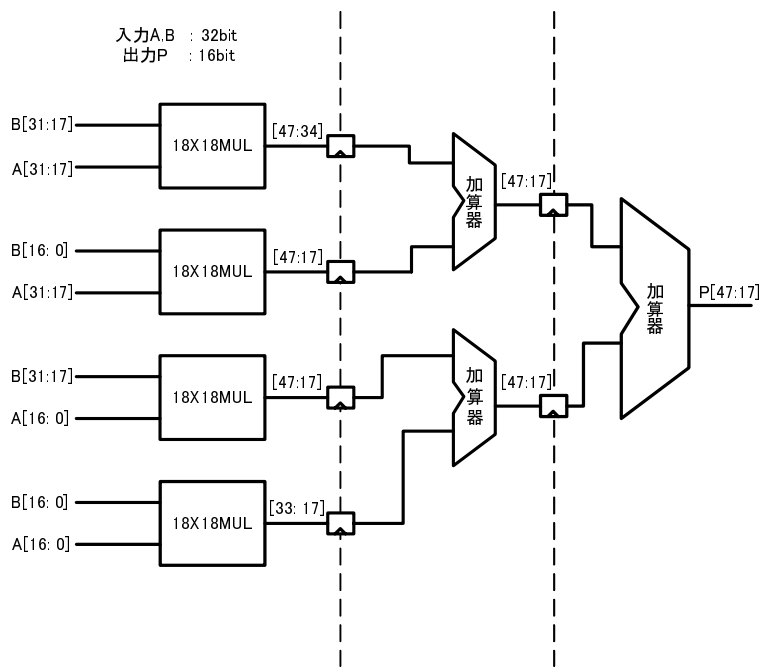 入力A,B : 32bit
出力P : 16bit
B[31:17]
A[31:17]
18X18MUL
[47:34]
B[16: 0]
A[31:17]
18X18MUL
[47:17]
加算器
[47:17]
B[31:17]
A[16: 0]
18X18MUL
[47:17]
B[16: 0]
A[16: 0]
18X18MUL
[33: 17]
加算器
[47:17]
加算器
P[47:17]